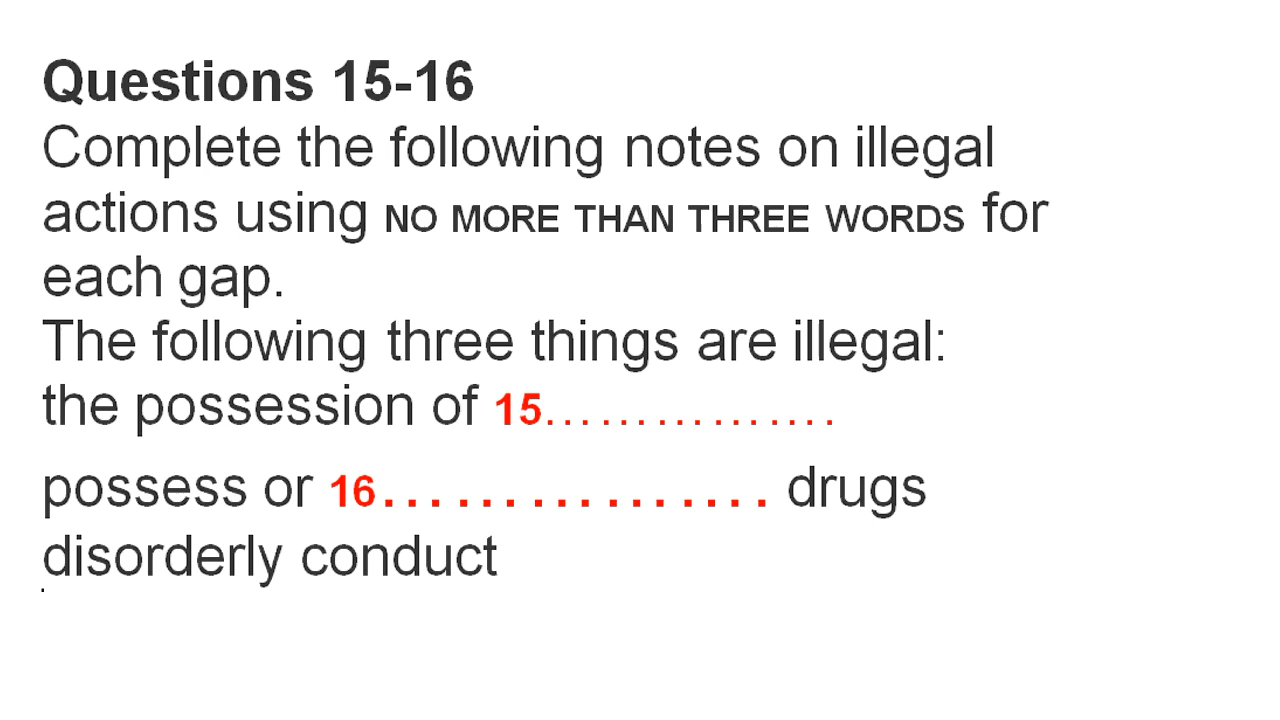 Questions 15-16
Complete the following notes on illegal
actions using NO MORE THAN THREE WORDS for
each gap.
The following three things are illegal:
the possession of 15................
possess or 16................ drugs
disorderly conduct